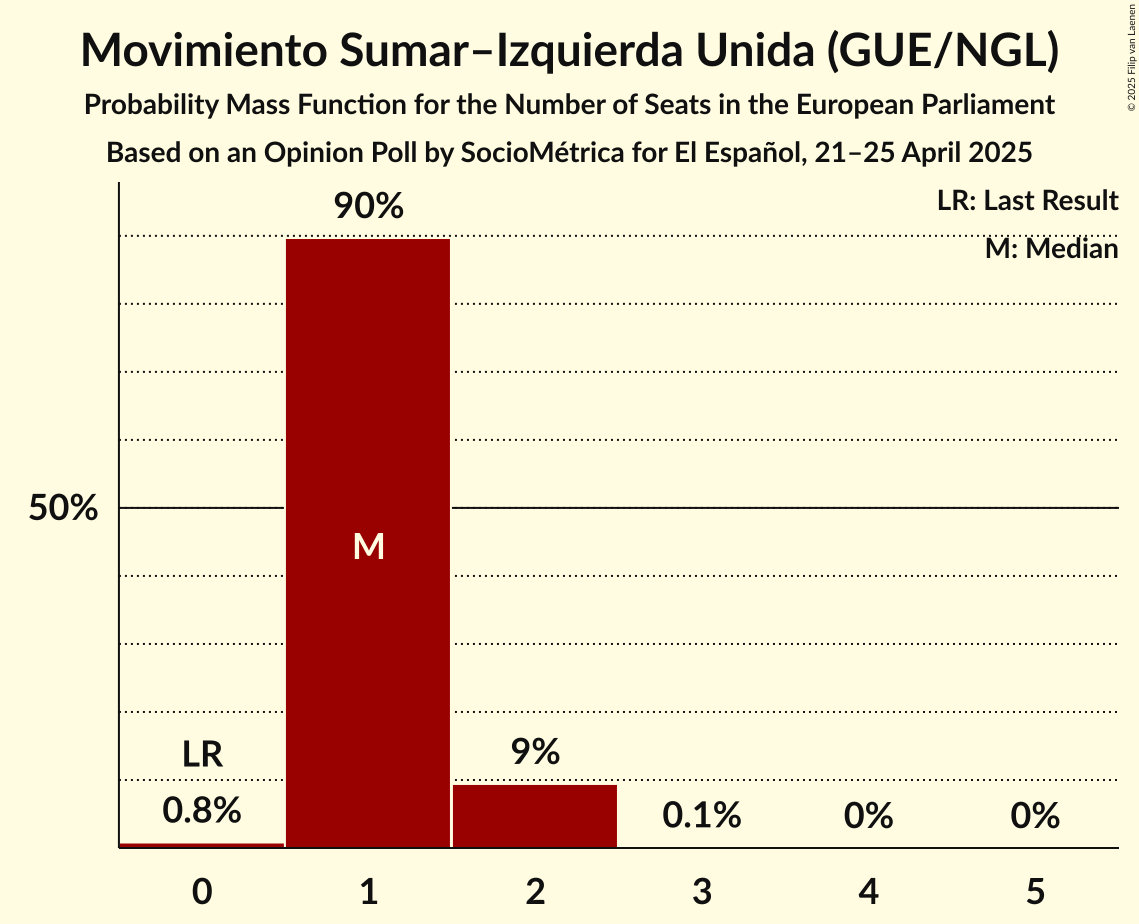 Movimiento Sumar–Izquierda Unida (GUE/NGL)
Probability Mass Function for the Number of Seats in the European Parliament
Based on an Opinion Poll by SocioMétrica for El Español, 21–25 April 2025
© 2025 Filip van Laenen
LR: Last Result
M: Median
90%
50%
M
LR
0.8%
9%
0.1%
0%
0%
0 1 2 3 4 5